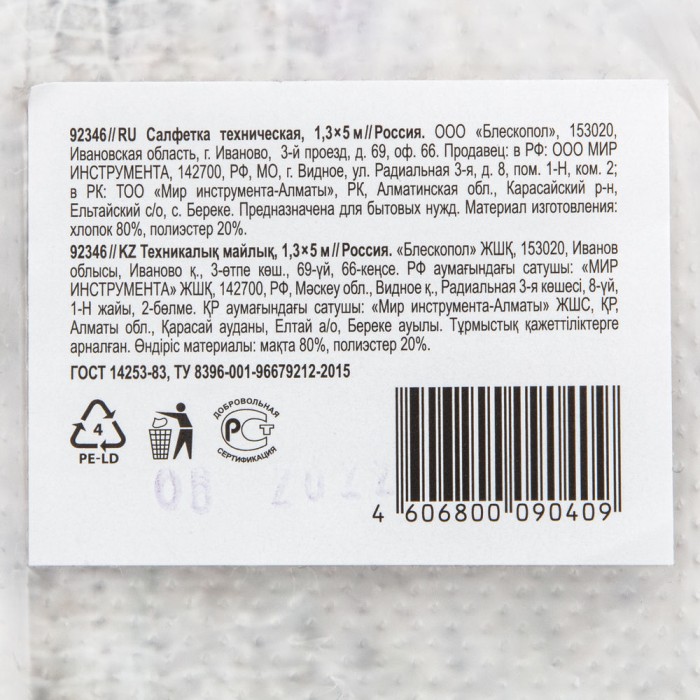 92346//RU Салфетка техническая, 1,3×5 м//Россия. ООО «Блескопол», 153020,
Ивановская область, г. Иваново, 3-й проезд, д. 69, оф. 66. Продавец: в РФ: ООО МИР
ИНСТРУМЕНТА, 142700, РФ, МО, г. Видное, ул. Радиальная 3-я, д. 8, пом. 1-Н, ком. 2;
в РК: ТОО «Мир инструмента-Алматы», РК, Алматинская обл., Карасайский р-н,
Ельтайский с/о, с. Береке. Предназначена для бытовых нужд. Материал изготовления:
хлопок 80%, полиэстер 20%.
92346//KZ Техникалық майлық, 1,3×5 м//Россия. «Блескопол» ЖШҚ, 153020, Иванов
облысы, Иваново қ., 3-өтпе көш., 69-үй, 66-кеңсе. РФ аумағындағы сатушы: «МИР
ИНСТРУМЕНТА» ЖШҚ, 142700, РФ, Мәскеу обл., Видное қ., Радиальная 3-я көшесі, 8-үй,
1-Н жайы, 2-бөлме. ҚР аумағындағы сатушы: «Мир инструмента-Алматы» ЖШС, ҚР,
Алматы обл., Қарасай ауданы, Елтай а/о, Береке ауылы. Тұрмыстық қажеттіліктерге
арналған. Өндіріс материалы: мақта 80%, полиэстер 20%.
ГОСТ 14253-83, ТУ 8396-001-96679212-2015
4
PE-LD
ДОБРОВОЛЬНАЯ
РСТ
СЕРТИФИКАЦИЯ
08 2022
4 606800 090409